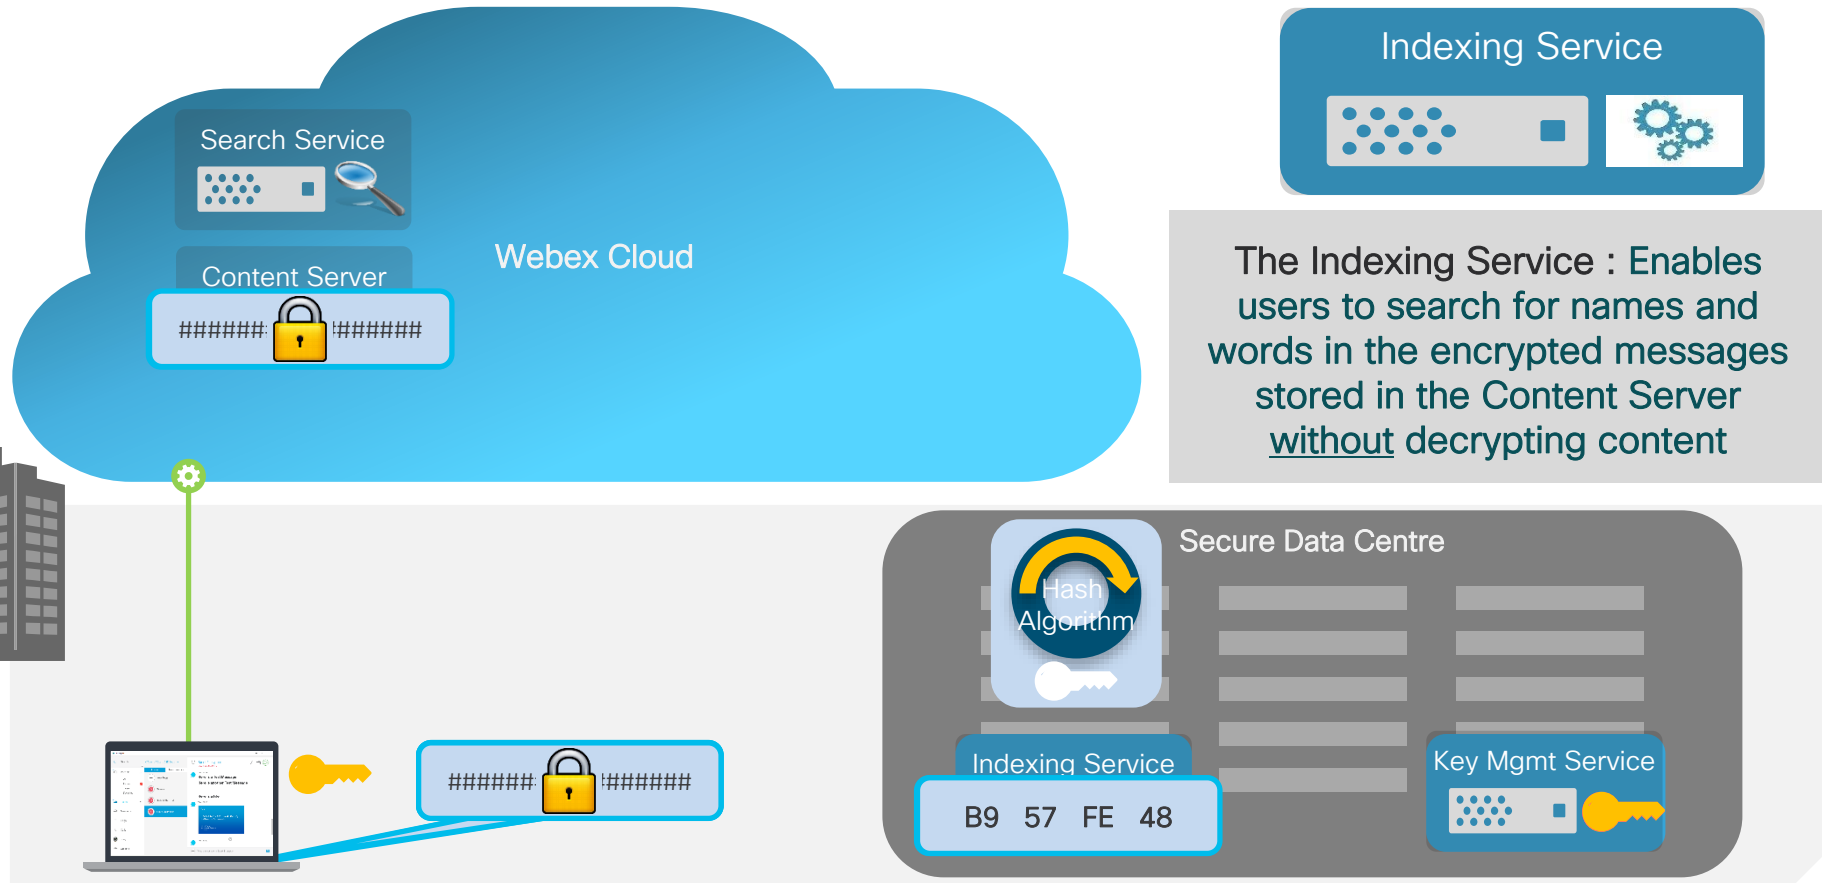 Indexing Service
Search Service
Webex Cloud
Content Server
####### #######
The Indexing Service : Enables
users to search for names and
words in the encrypted messages
stored in the Content Server
without decrypting content
Secure Data Centre
Hash
Algorithm
Indexing Service
Key Mgmt Service
####### #######
B9 57 FE 48